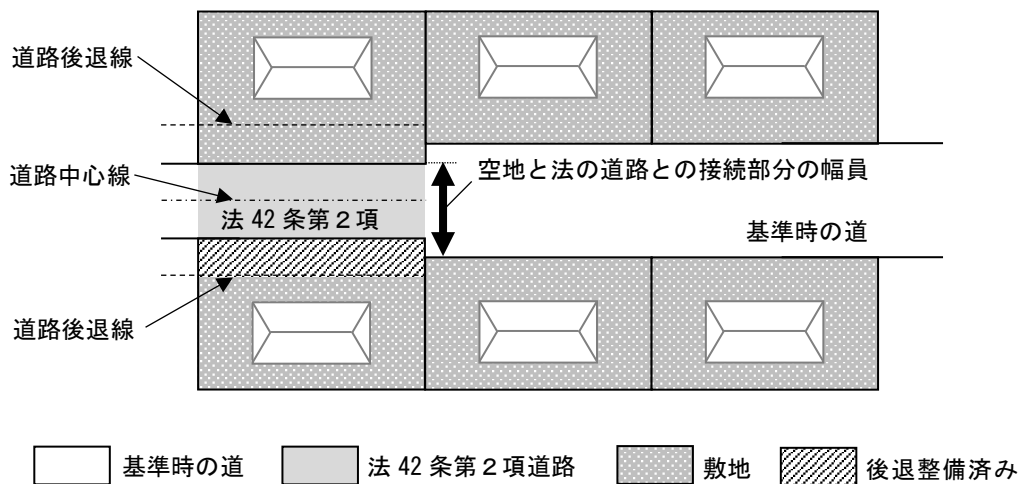 道路後退線
道路中心線
空地と法の道路との接続部分の幅員
法 42 条第２項
基準時の道
道路後退線
基準時の道
法 42 条第２項道路
敷地
後退整備済み